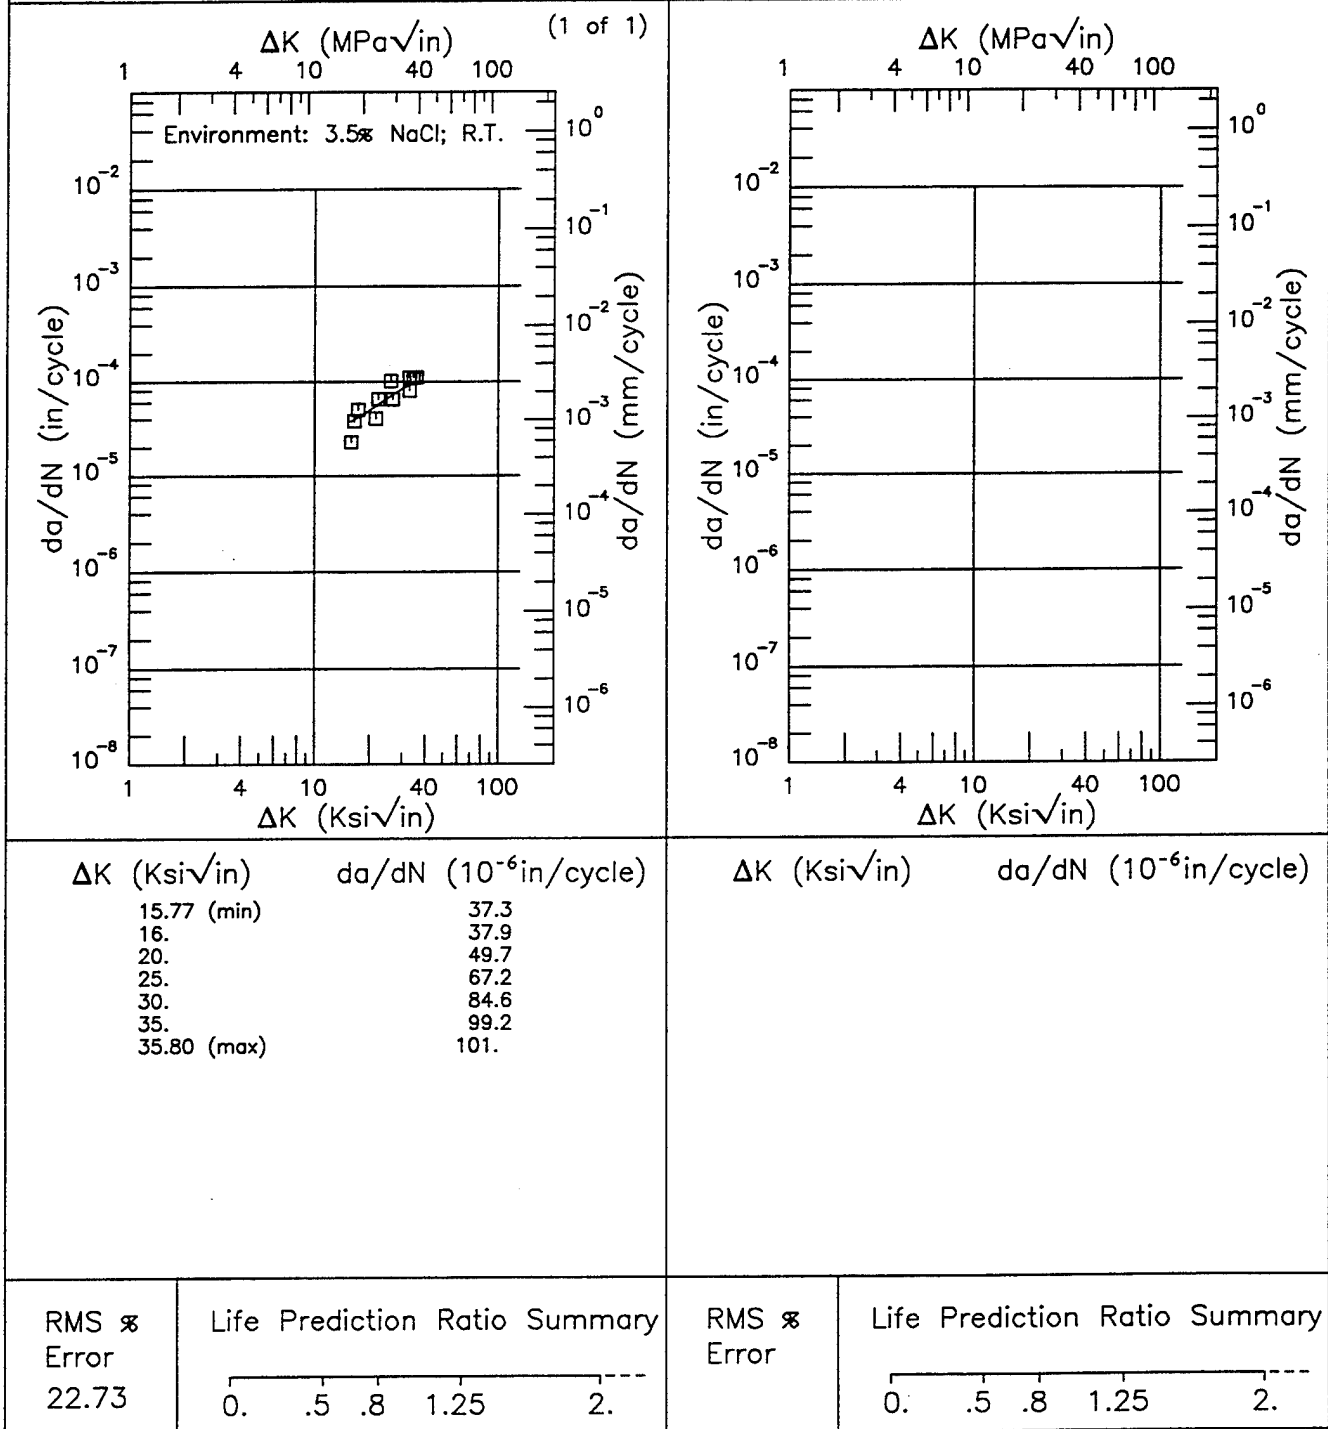 (1 of 1)
ΔK (MPa√in)
1 4 10 40 100
Environment: 3.5% NaCl; R.T.
da/dN (in/cycle)
10⁻²
10⁻³
10⁻⁴
10⁻⁵
10⁻⁶
10⁻⁷
10⁻⁸
10⁰
10⁻¹
10⁻²
10⁻³
10⁻⁴
10⁻⁵
10⁻⁶
da/dN (mm/cycle)
1 4 10 40 100
ΔK (Ksi√in)
ΔK (MPa√in)
1 4 10 40 100
da/dN (in/cycle)
10⁻²
10⁻³
10⁻⁴
10⁻⁵
10⁻⁶
10⁻⁷
10⁻⁸
10⁰
10⁻¹
10⁻²
10⁻³
10⁻⁴
10⁻⁵
10⁻⁶
da/dN (mm/cycle)
1 4 10 40 100
ΔK (Ksi√in)
ΔK (Ksi√in) da/dN (10⁻⁶in/cycle)
15.77 (min) 37.3
16. 37.9
20. 49.7
25. 67.2
30. 84.6
35. 99.2
35.80 (max) 101.
ΔK (Ksi√in) da/dN (10⁻⁶in/cycle)
RMS %
Error
22.73
Life Prediction Ratio Summary
0. .5 .8 1.25 2.
RMS %
Error
Life Prediction Ratio Summary
0. .5 .8 1.25 2.